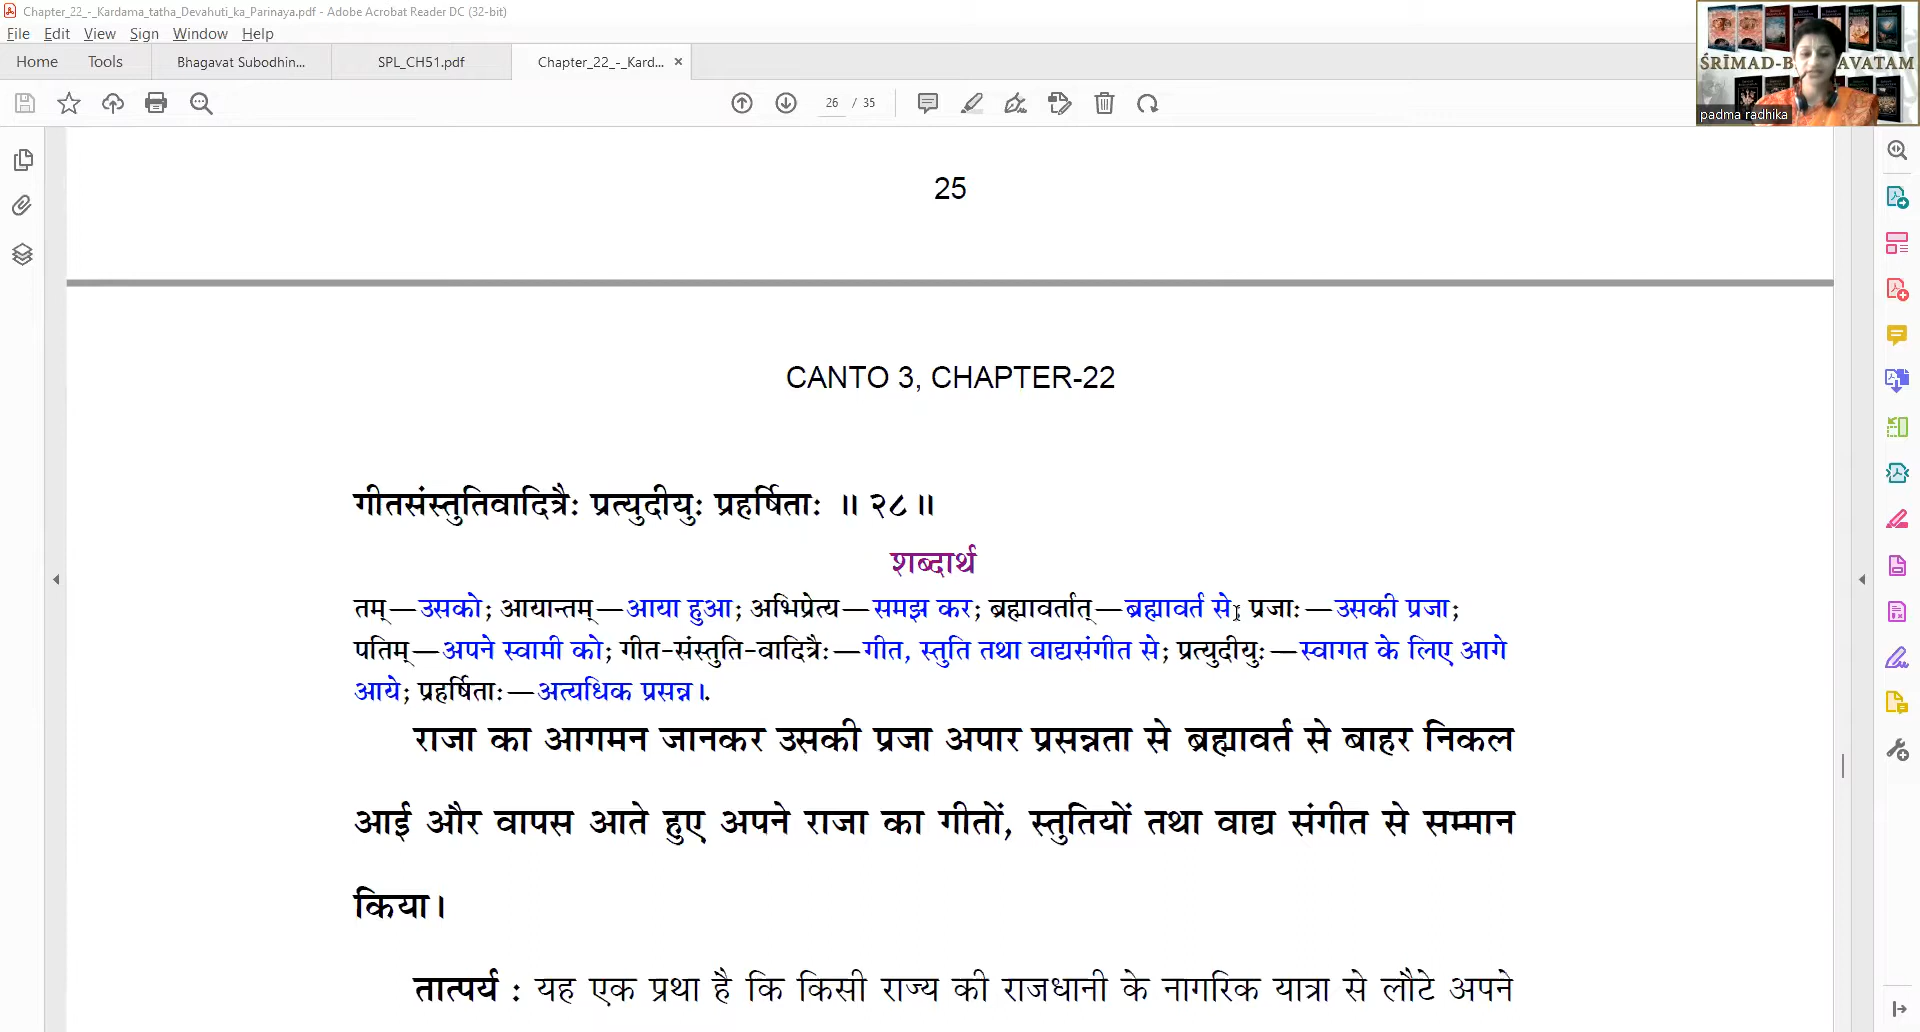 Chapter_22_-_Kardama_tatha_Devahuti_ka_Parinaya.pdf - Adobe Acrobat Reader DC (32-bit)
File Edit View Sign Window Help
Home Tools Bhagavat Subodhin... SPL_CH51.pdf Chapter_22_-_Kard... ×
26 / 35
ŚRĪMAD-B AVATAM
padma radhika
25
CANTO 3, CHAPTER-22
गीतसंस्तुतिवादित्रैः प्रत्युदीयुः प्रहर्षिताः ॥ २८॥
शब्दार्थ
तम्—उसको; आयान्तम्—आया हुआ; अभिप्रेत्य—समझ कर; ब्रह्मावर्तात्—ब्रह्मावर्त से; प्रजाः—उसकी प्रजा;
पतिम्—अपने स्वामी को; गीत-संस्तुति-वादित्रैः—गीत, स्तुति तथा वाद्यसंगीत से; प्रत्युदीयुः—स्वागत के लिए आगे
आये; प्रहर्षिताः—अत्यधिक प्रसन्न।.
राजा का आगमन जानकर उसकी प्रजा अपार प्रसन्नता से ब्रह्मावर्त से बाहर निकल
आई और वापस आते हुए अपने राजा का गीतों, स्तुतियों तथा वाद्य संगीत से सम्मान
किया।
तात्पर्य : यह एक प्रथा है कि किसी राज्य की राजधानी के नागरिक यात्रा से लौटे अपने